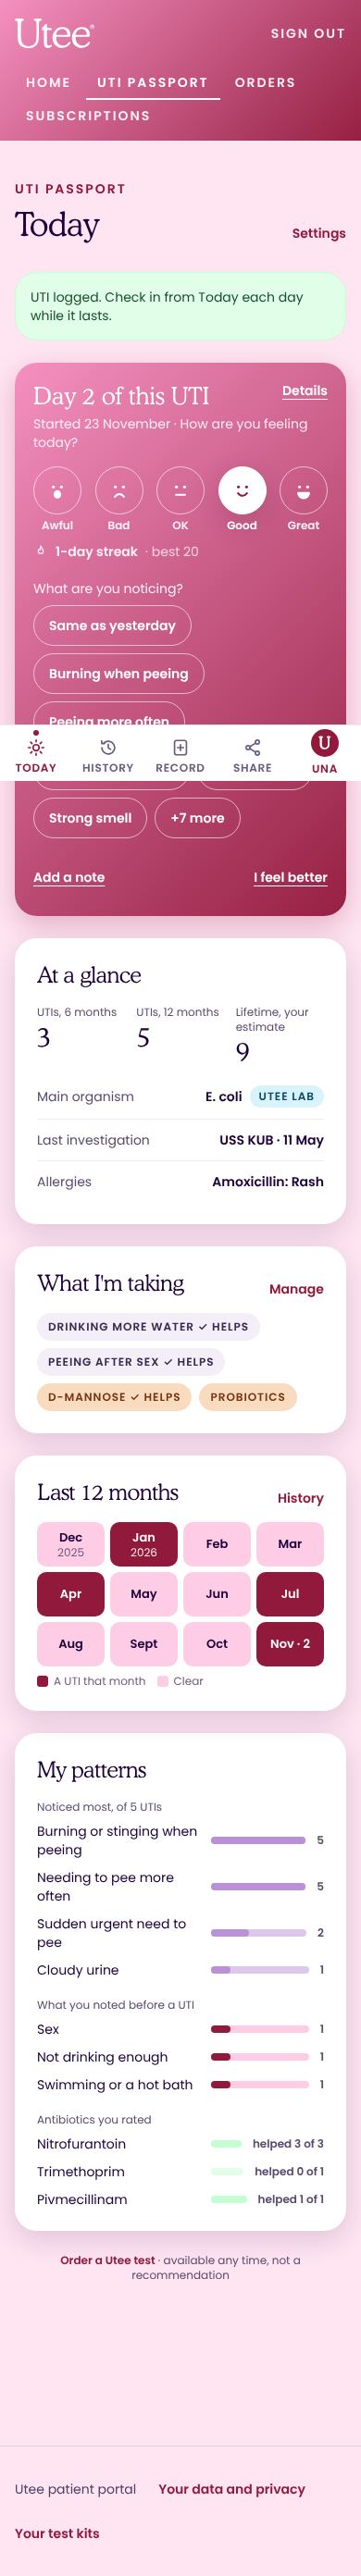 Utee®
SIGN OUT
HOME UTI PASSPORT ORDERS
SUBSCRIPTIONS
UTI PASSPORT
Today
Settings
UTI logged. Check in from Today each day
while it lasts.
Day 2 of this UTI
Details
Started 23 November · How are you feeling
today?
Awful Bad OK Good Great
1-day streak · best 20
What are you noticing?
Same as yesterday
Burning when peeing
Peeing more often
TODAY HISTORY RECORD SHARE UNA
U
Strong smell +7 more
Add a note I feel better
At a glance
UTIs, 6 months
3
UTIs, 12 months
5
Lifetime, your
estimate
9
Main organism E. coli UTEE LAB
Last investigation USS KUB · 11 May
Allergies Amoxicillin: Rash
What I'm taking
Manage
DRINKING MORE WATER ✓ HELPS
PEEING AFTER SEX ✓ HELPS
D-MANNOSE ✓ HELPS PROBIOTICS
Last 12 months
History
Dec
2025
Jan
2026
Feb
Mar
Apr May Jun Jul
Aug Sept Oct Nov · 2
A UTI that month Clear
My patterns
Noticed most, of 5 UTIs
Burning or stinging when
peeing
5
Needing to pee more
often
5
Sudden urgent need to
pee
2
Cloudy urine 1
What you noted before a UTI
Sex 1
Not drinking enough 1
Swimming or a hot bath 1
Antibiotics you rated
Nitrofurantoin helped 3 of 3
Trimethoprim helped 0 of 1
Pivmecillinam helped 1 of 1
Order a Utee test · available any time, not a
recommendation
Utee patient portal Your data and privacy
Your test kits